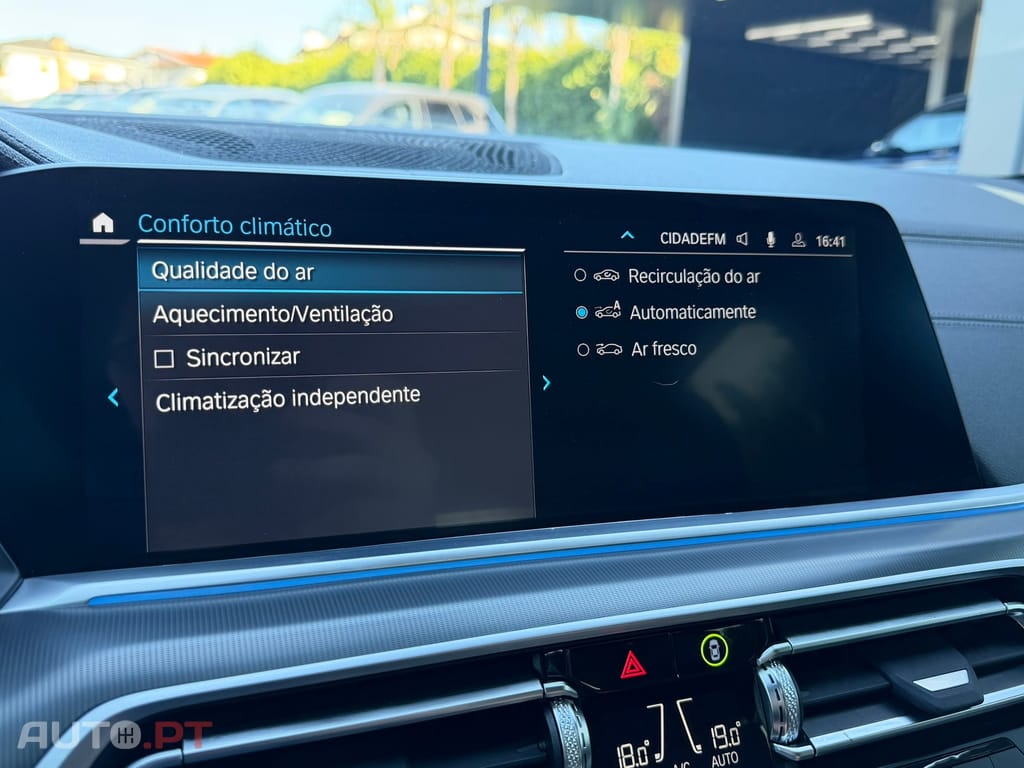 Conforto climático
CIDADEFM 16:41
Qualidade do ar
Aquecimento/Ventilação
Sincronizar
Climatização independente
Recirculação do ar
A
Automaticamente
Ar fresco
18.0° 19.0°
A/C AUTO
AUTO.PT